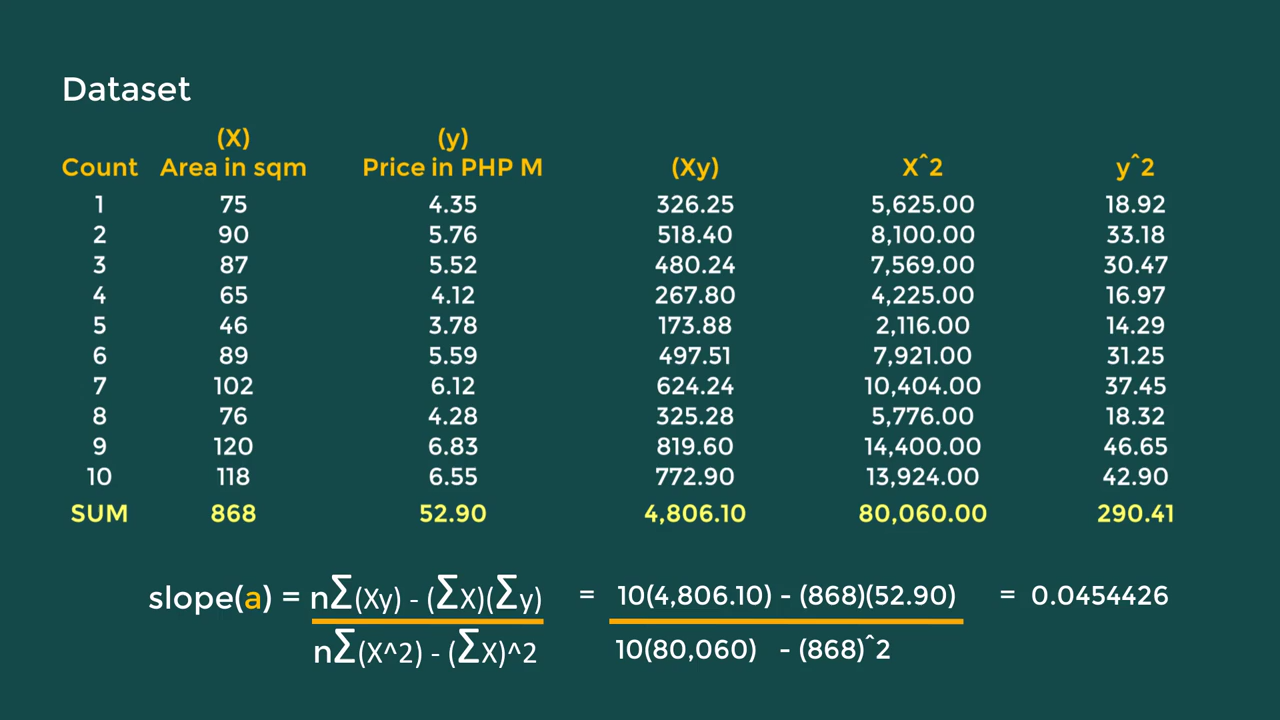 Dataset
(X) (y)
Count Area in sqm Price in PHP M (Xy) X^2 y^2
1 75 4.35 326.25 5,625.00 18.92
2 90 5.76 518.40 8,100.00 33.18
3 87 5.52 480.24 7,569.00 30.47
4 65 4.12 267.80 4,225.00 16.97
5 46 3.78 173.88 2,116.00 14.29
6 89 5.59 497.51 7,921.00 31.25
7 102 6.12 624.24 10,404.00 37.45
8 76 4.28 325.28 5,776.00 18.32
9 120 6.83 819.60 14,400.00 46.65
10 118 6.55 772.90 13,924.00 42.90
SUM 868 52.90 4,806.10 80,060.00 290.41
slope(a) = nΣ(Xy) - (ΣX)(Σy) = 10(4,806.10) - (868)(52.90) = 0.0454426
nΣ(X^2) - (ΣX)^2 10(80,060) - (868)^2